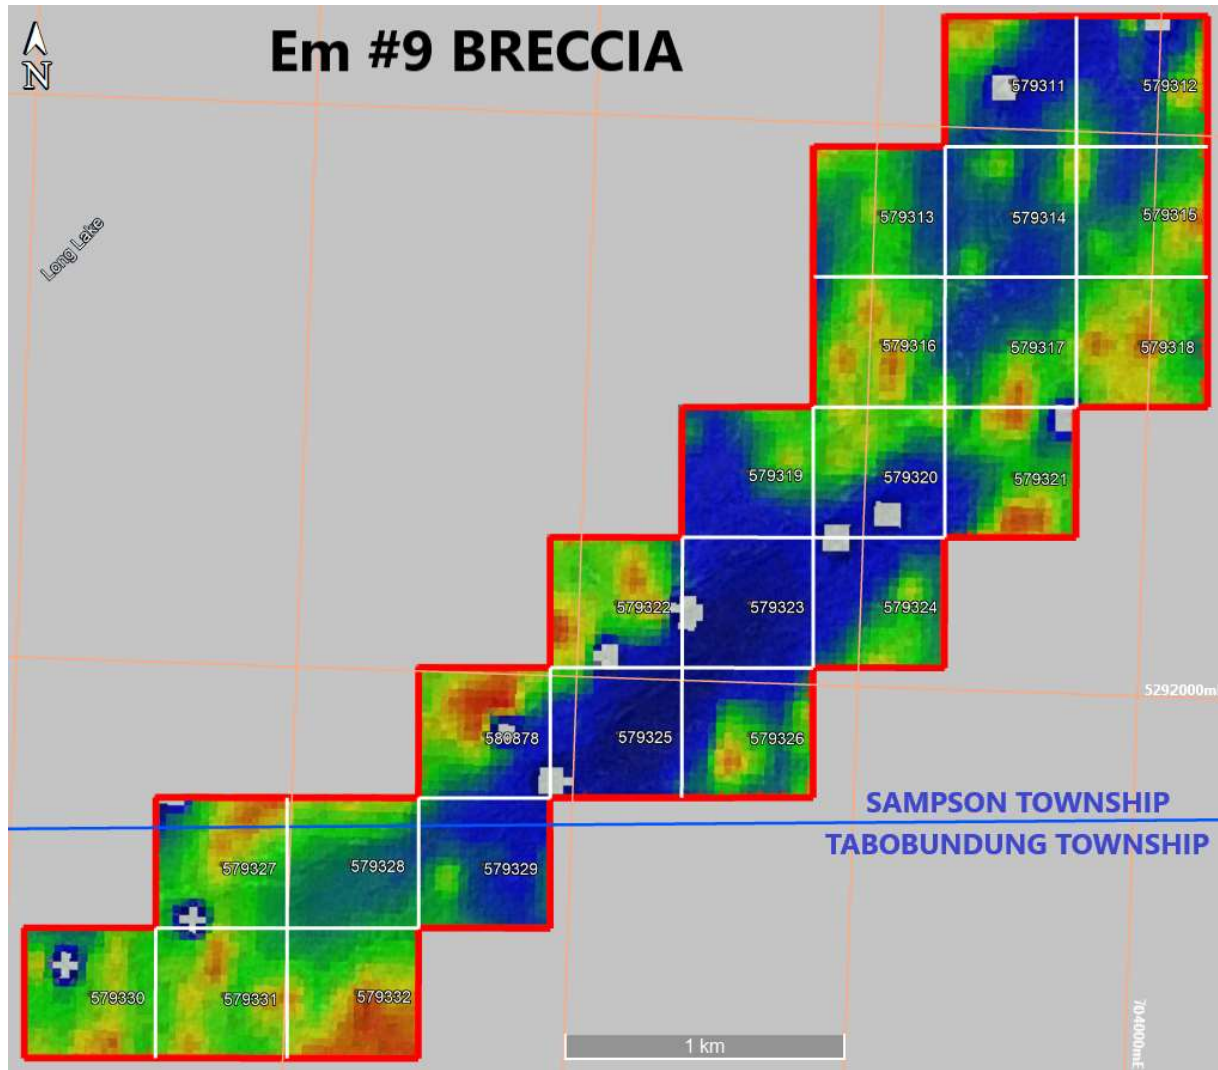 Em #9 BRECCIA
N
579311
579312
Long Lake
579313
579314
579315
579316
579317
579318
579319
579320
579321
579322
579323
579324
5292000m
580878
579325
579326
SAMPSON TOWNSHIP
TABOBUNDUNG TOWNSHIP
579327
579328
579329
579330
579331
579332
704000mE
1 km